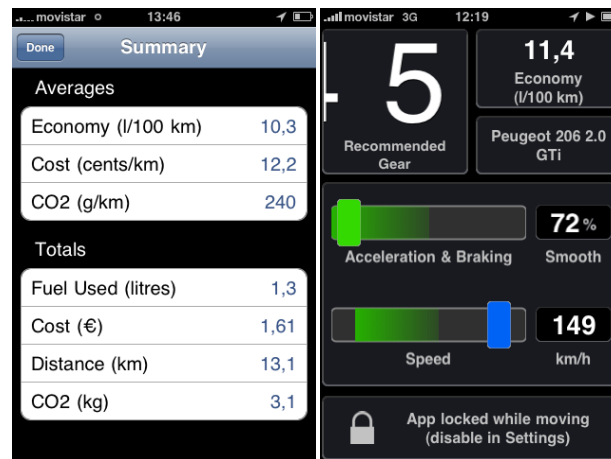 movistar 13:46
Done Summary
Averages
Economy (l/100 km) 10,3
Cost (cents/km) 12,2
CO2 (g/km) 240
Totals
Fuel Used (litres) 1,3
Cost (€) 1,61
Distance (km) 13,1
CO2 (kg) 3,1
movistar 3G 12:19
5
Recommended
Gear
11,4
Economy
(l/100 km)
Peugeot 206 2.0
GTi
72%
Acceleration & Braking Smooth
149
Speed km/h
App locked while moving
(disable in Settings)